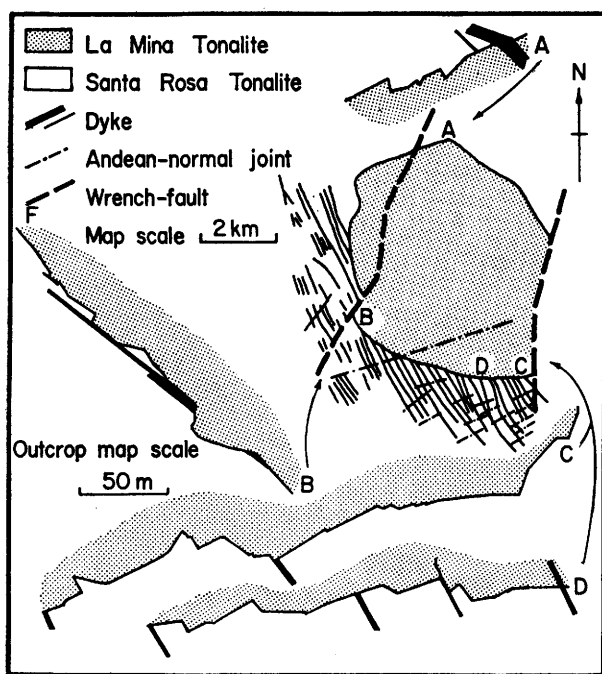 La Mina Tonalite
Santa Rosa Tonalite
Dyke
Andean-normal joint
Wrench-fault
Map scale 2 km
A
N
A
F
B
D C
Outcrop map scale
50 m
B
C
D